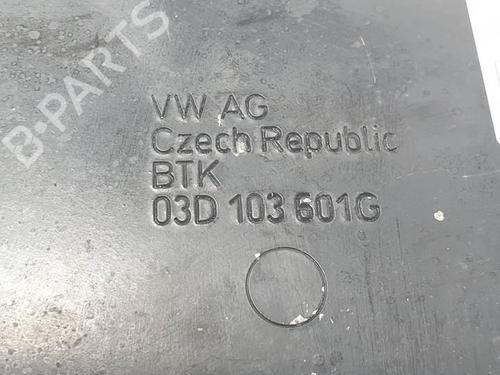 B-PARTS
VW AG
Czech Republic
BTK
03D 103 601G